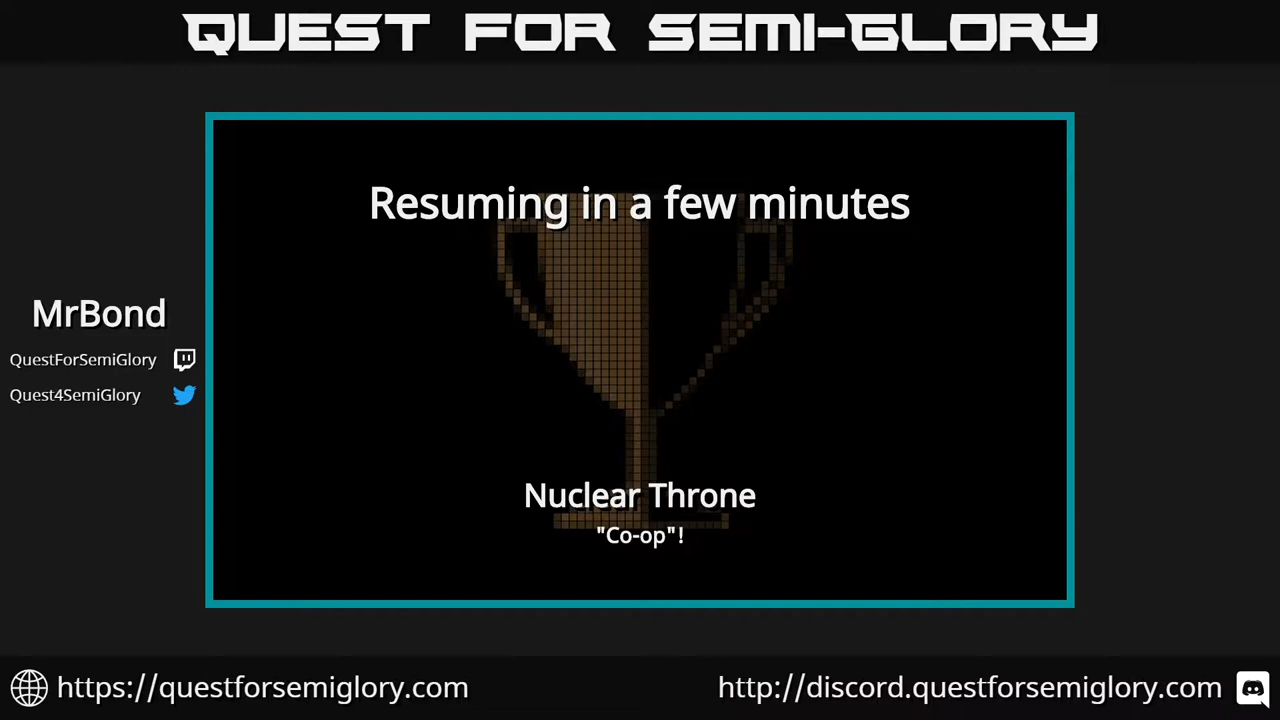 QUEST FOR SEMI-GLORY
Resuming in a few minutes
MrBond
QuestForSemiGlory
Quest4SemiGlory
Nuclear Throne
"Co-op"!
https://questforsemiglory.com
http://discord.questforsemiglory.com